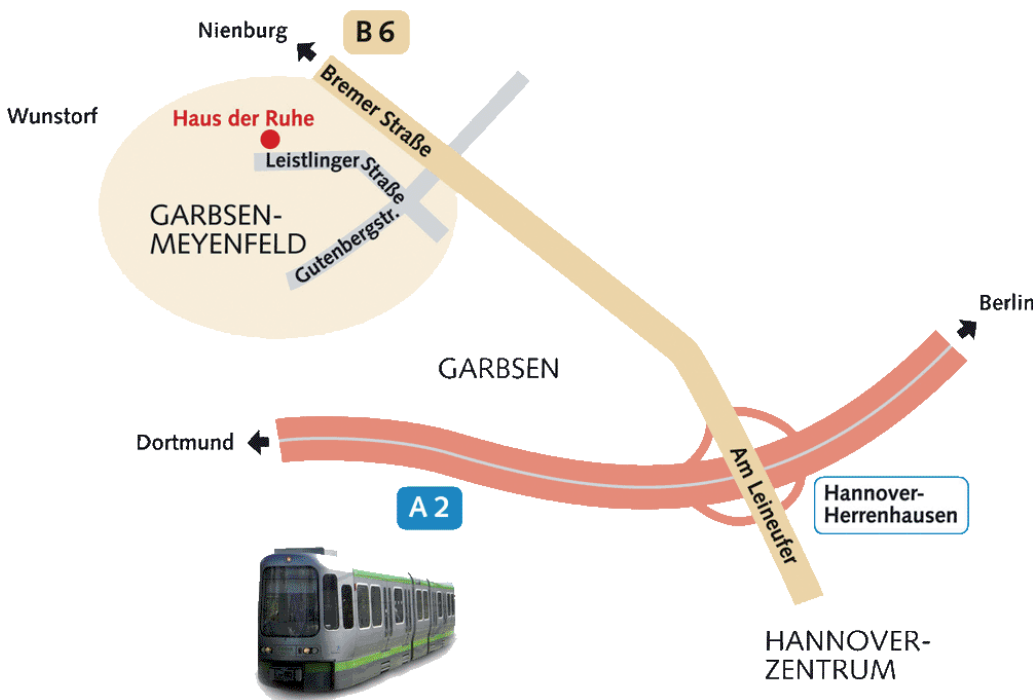 Nienburg
B 6
Wunstorf
Bremer Straße
Haus der Ruhe
Leistlinger Straße
GARBSEN-
MEYENFELD
Gutenbergstr.
Berlin
GARBSEN
Dortmund
A 2
Am Leineufer
Hannover-
Herrenhausen
HANNOVER-
ZENTRUM